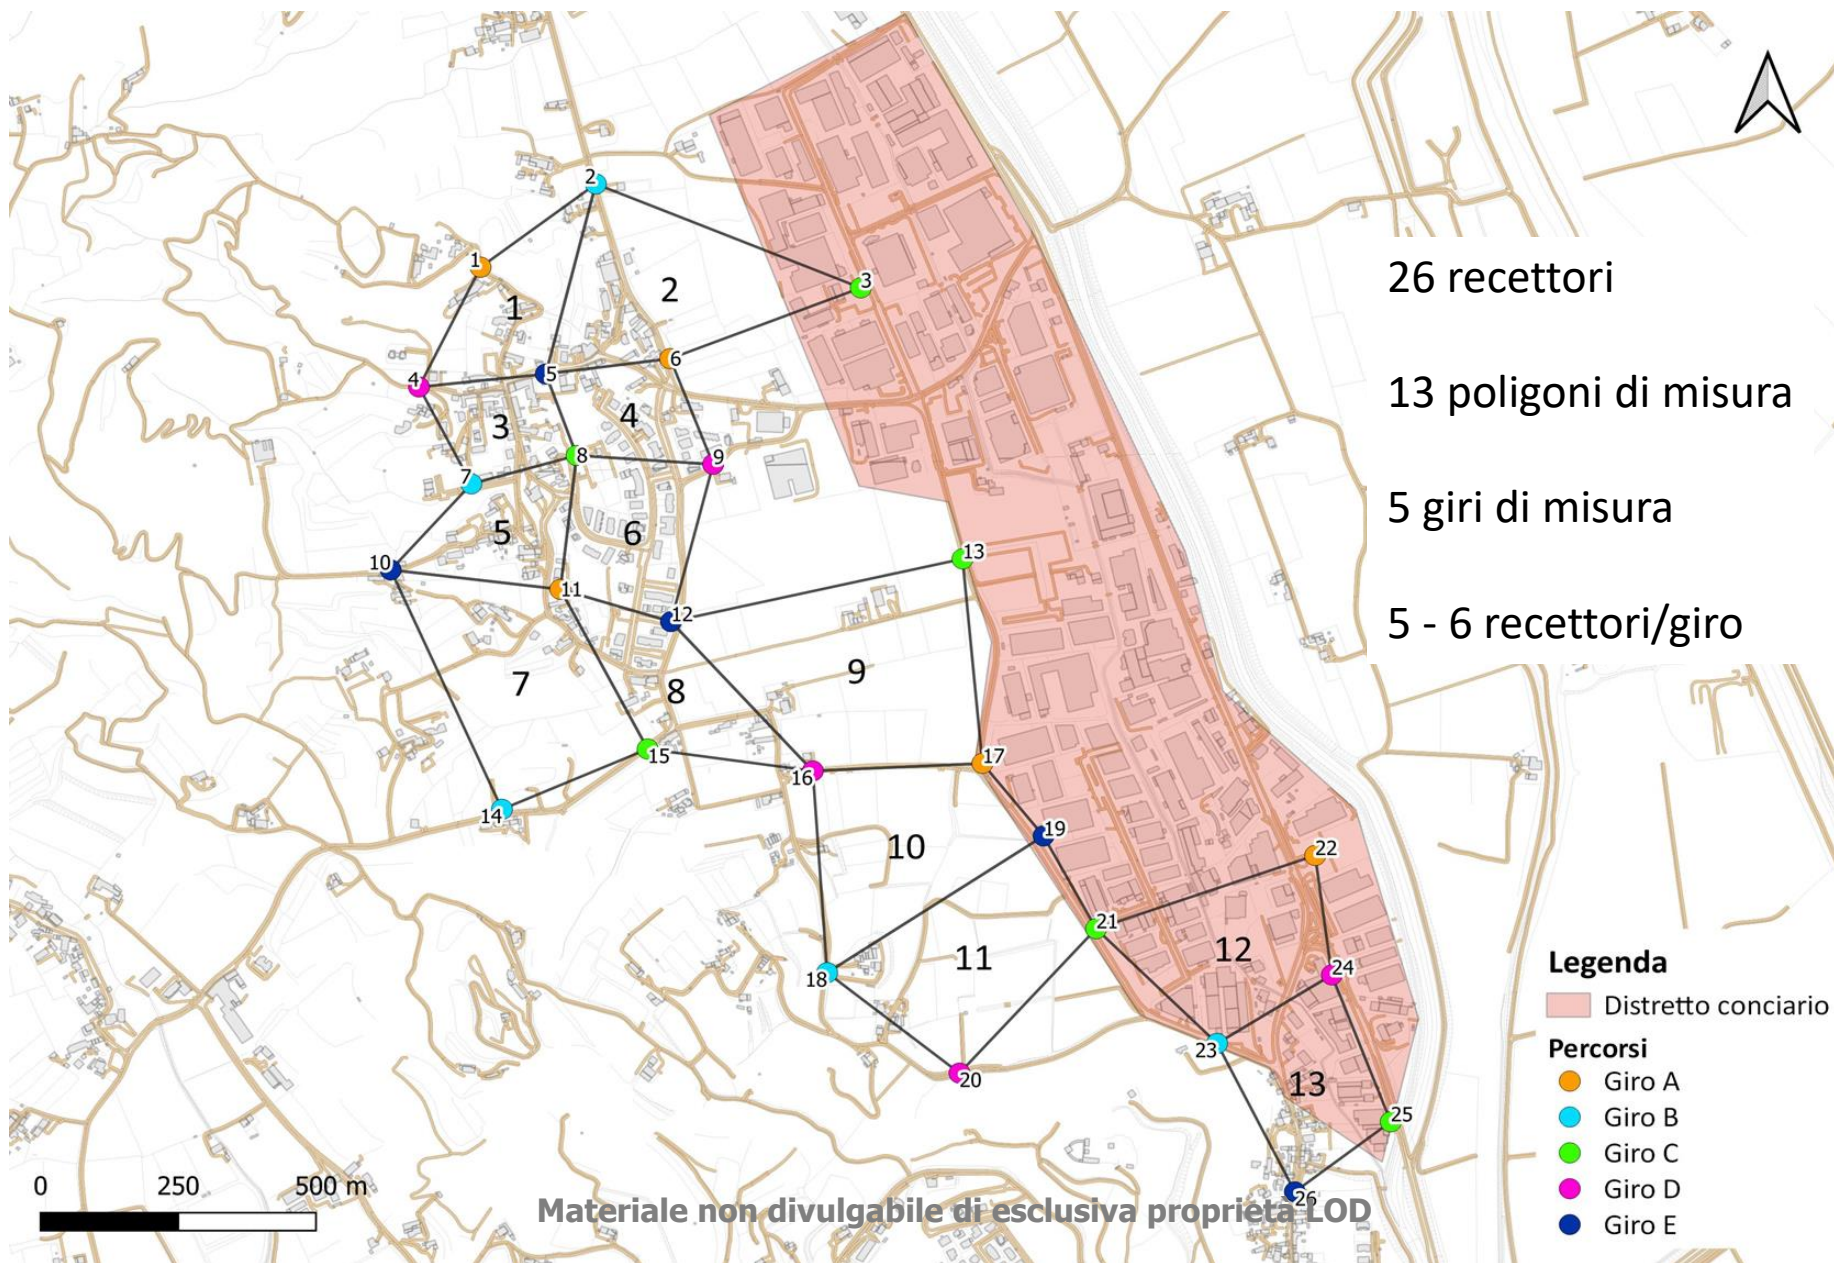 2
1
3
1
2
6
4
5
4
3
8
9
7
5
6
13
10
11
12
9
7
8
15
16
17
14
19
10
22
21
11
12
18
24
23
20
13
25
26
26 recettori
13 poligoni di misura
5 giri di misura
5 - 6 recettori/giro
Legenda
Distretto conciario
Percorsi
Giro A
Giro B
Giro C
Giro D
Giro E
0 250 500 m
Materiale non divulgabile di esclusiva proprietà LOD